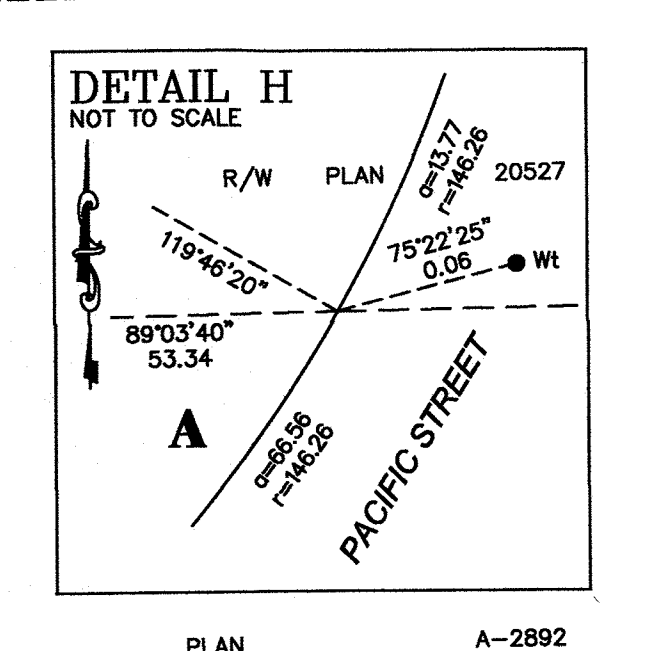 DETAIL H
NOT TO SCALE
R/W PLAN 20527
a=13.77
r=146.26
119°46'20"
75°22'25"
0.06
Wt
89°03'40"
53.34
A
a=66.56
r=146.26
PACIFIC STREET
PLAN A-2892